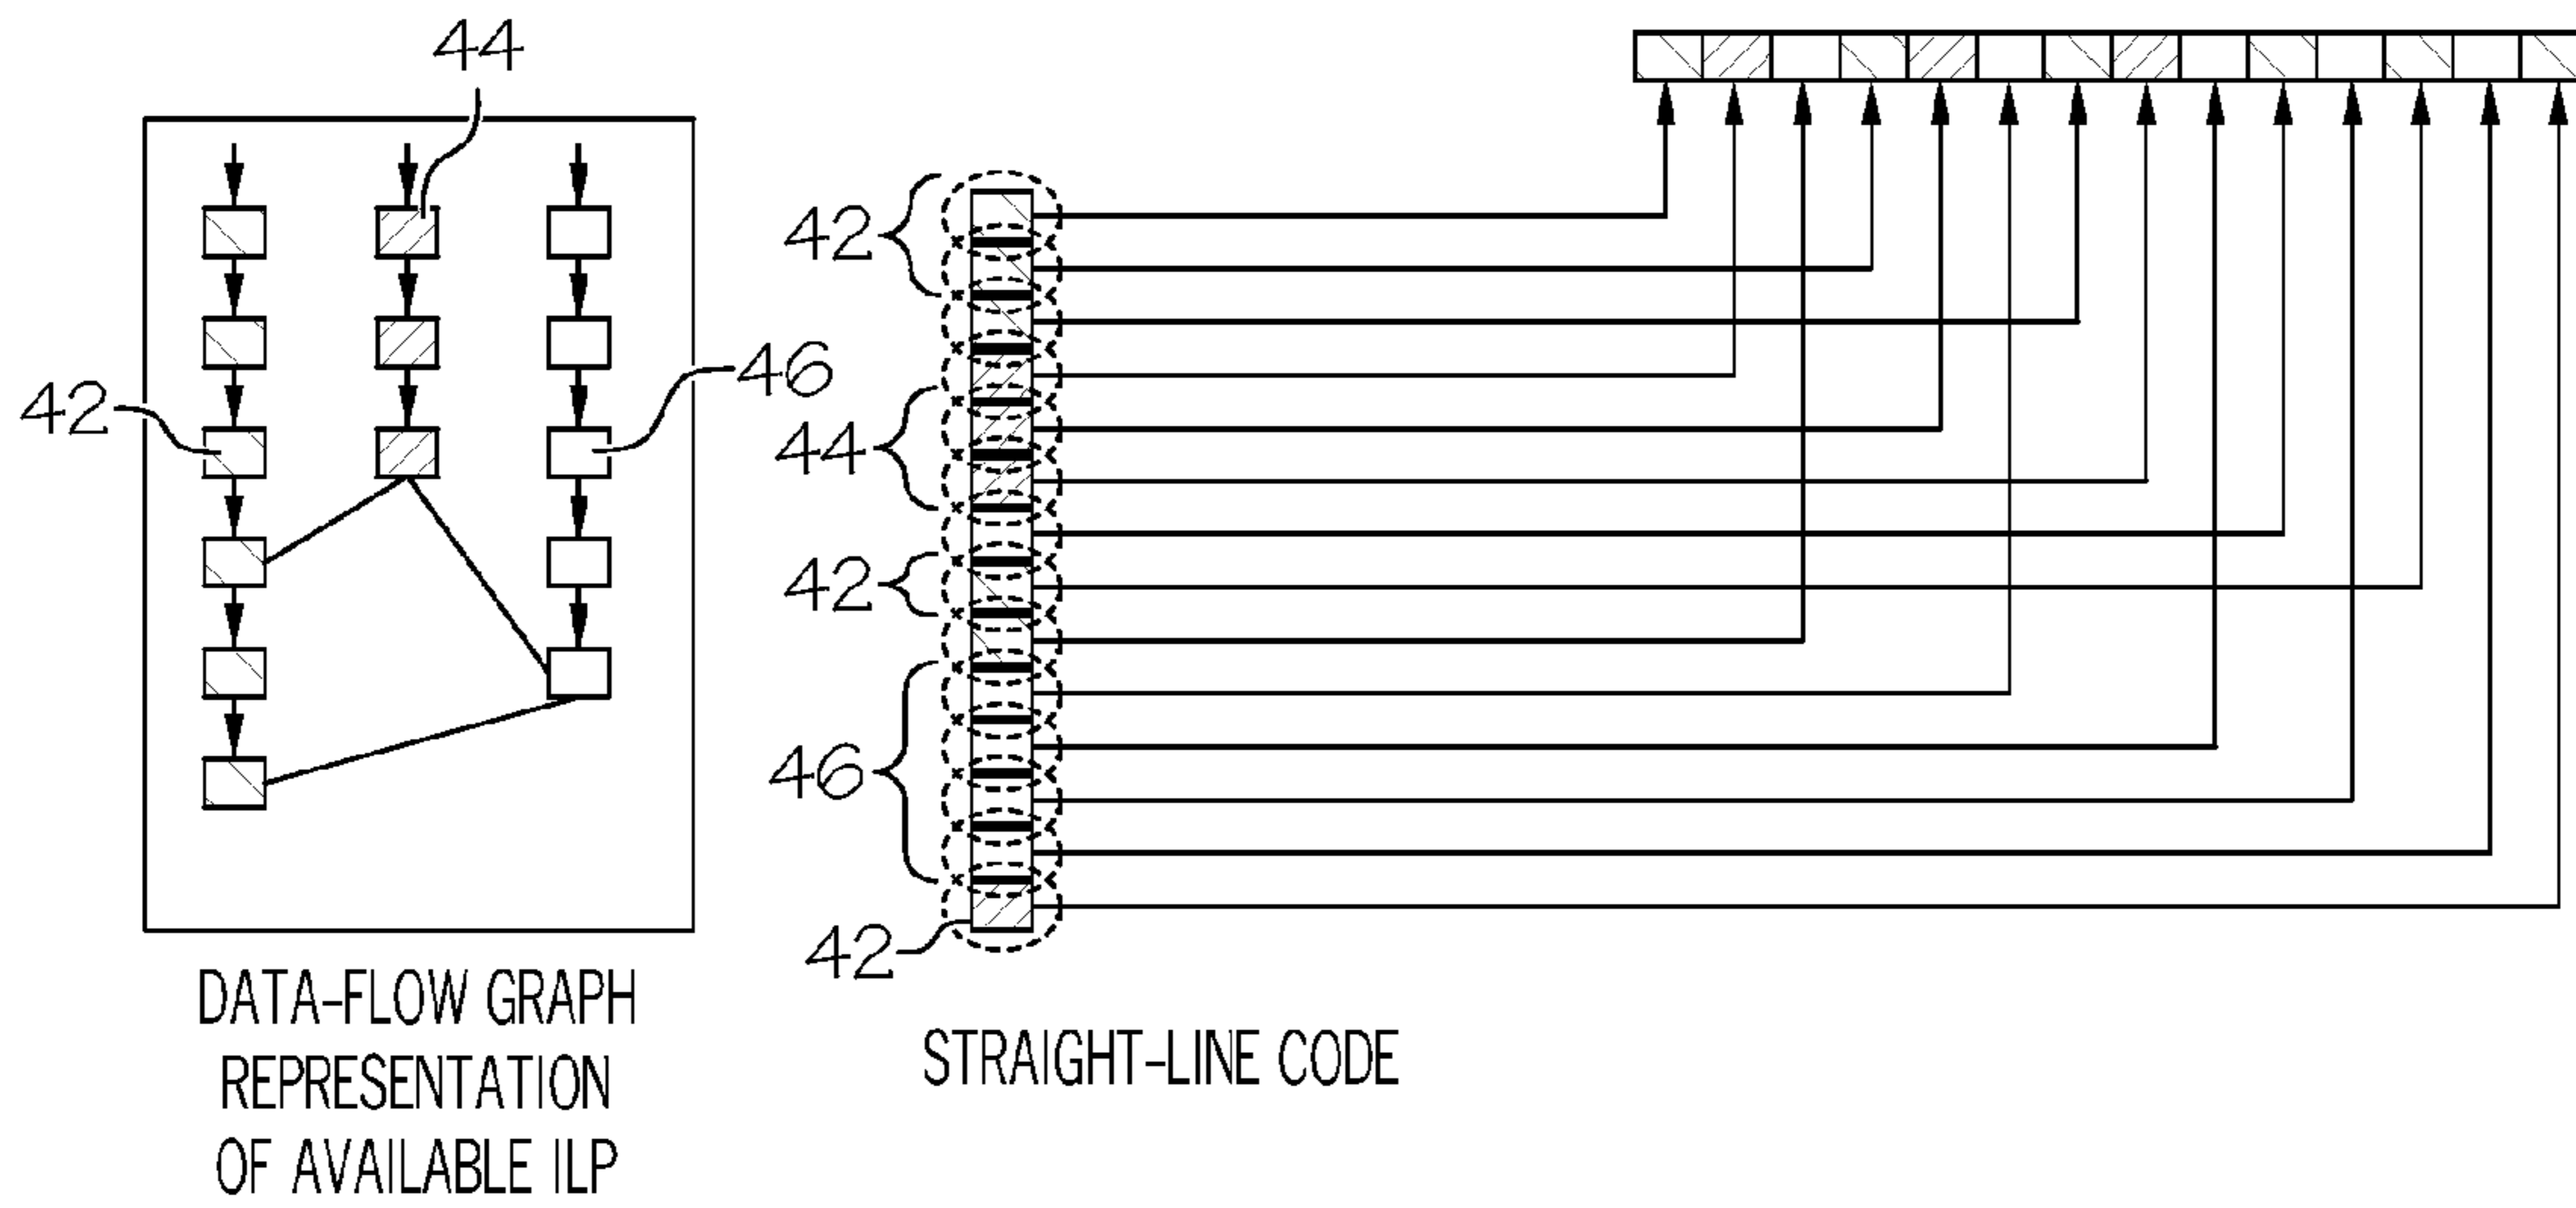 44
42
46
42
44
42
46
42
DATA-FLOW GRAPH
REPRESENTATION
OF AVAILABLE ILP
STRAIGHT-LINE CODE